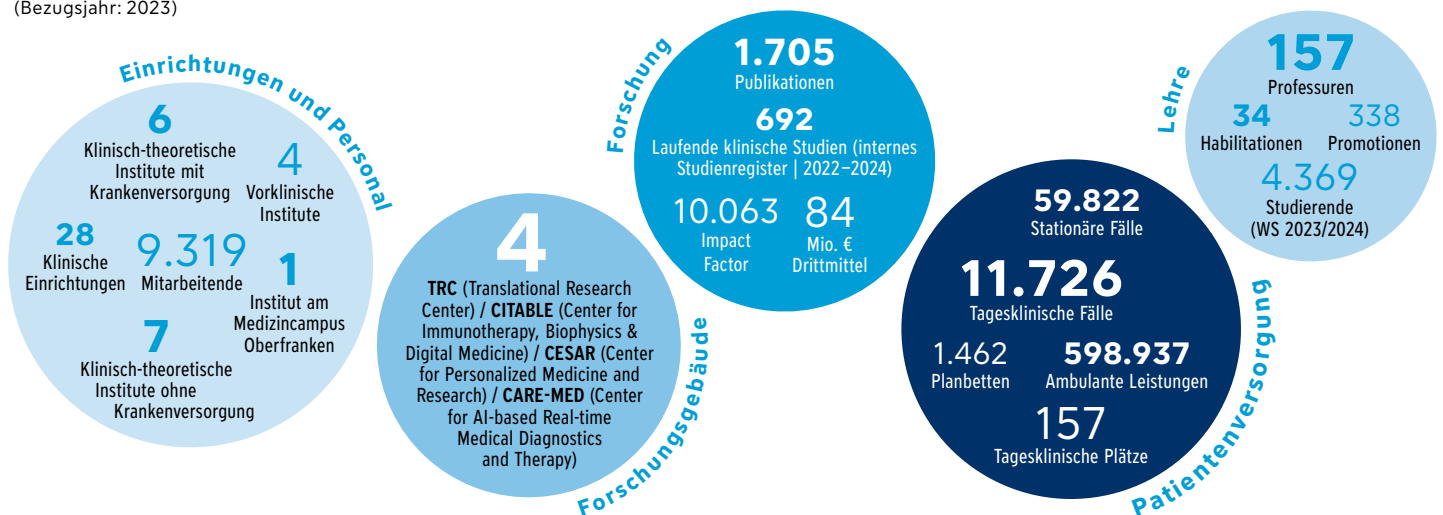 (Bezugsjahr: 2023)
Einrichtungen und Personal
6
Klinisch-theoretische
Institute mit
Krankenversorgung
4
Vorklinische
Institute
28
Klinische
Einrichtungen
9.319
Mitarbeitende
1
Institut am
Medizincampus
Oberfranken
7
Klinisch-theoretische
Institute ohne
Krankenversorgung
4
TRC (Translational Research
Center) / CITABLE (Center for
Immunotherapy, Biophysics &
Digital Medicine) / CESAR (Center
for Personalized Medicine and
Research) / CARE-MED (Center
for AI-based Real-time
Medical Diagnostics
and Therapy)
Forschungsgebäude
Forschung
1.705
Publikationen
692
Laufende klinische Studien (internes
Studienregister | 2022–2024)
10.063
Impact
Factor
84
Mio. €
Drittmittel
59.822
Stationäre Fälle
11.726
Tagesklinische Fälle
1.462
Planbetten
598.937
Ambulante Leistungen
157
Tagesklinische Plätze
Patientenversorgung
Lehre
157
Professuren
34
Habilitationen
338
Promotionen
4.369
Studierende
(WS 2023/2024)